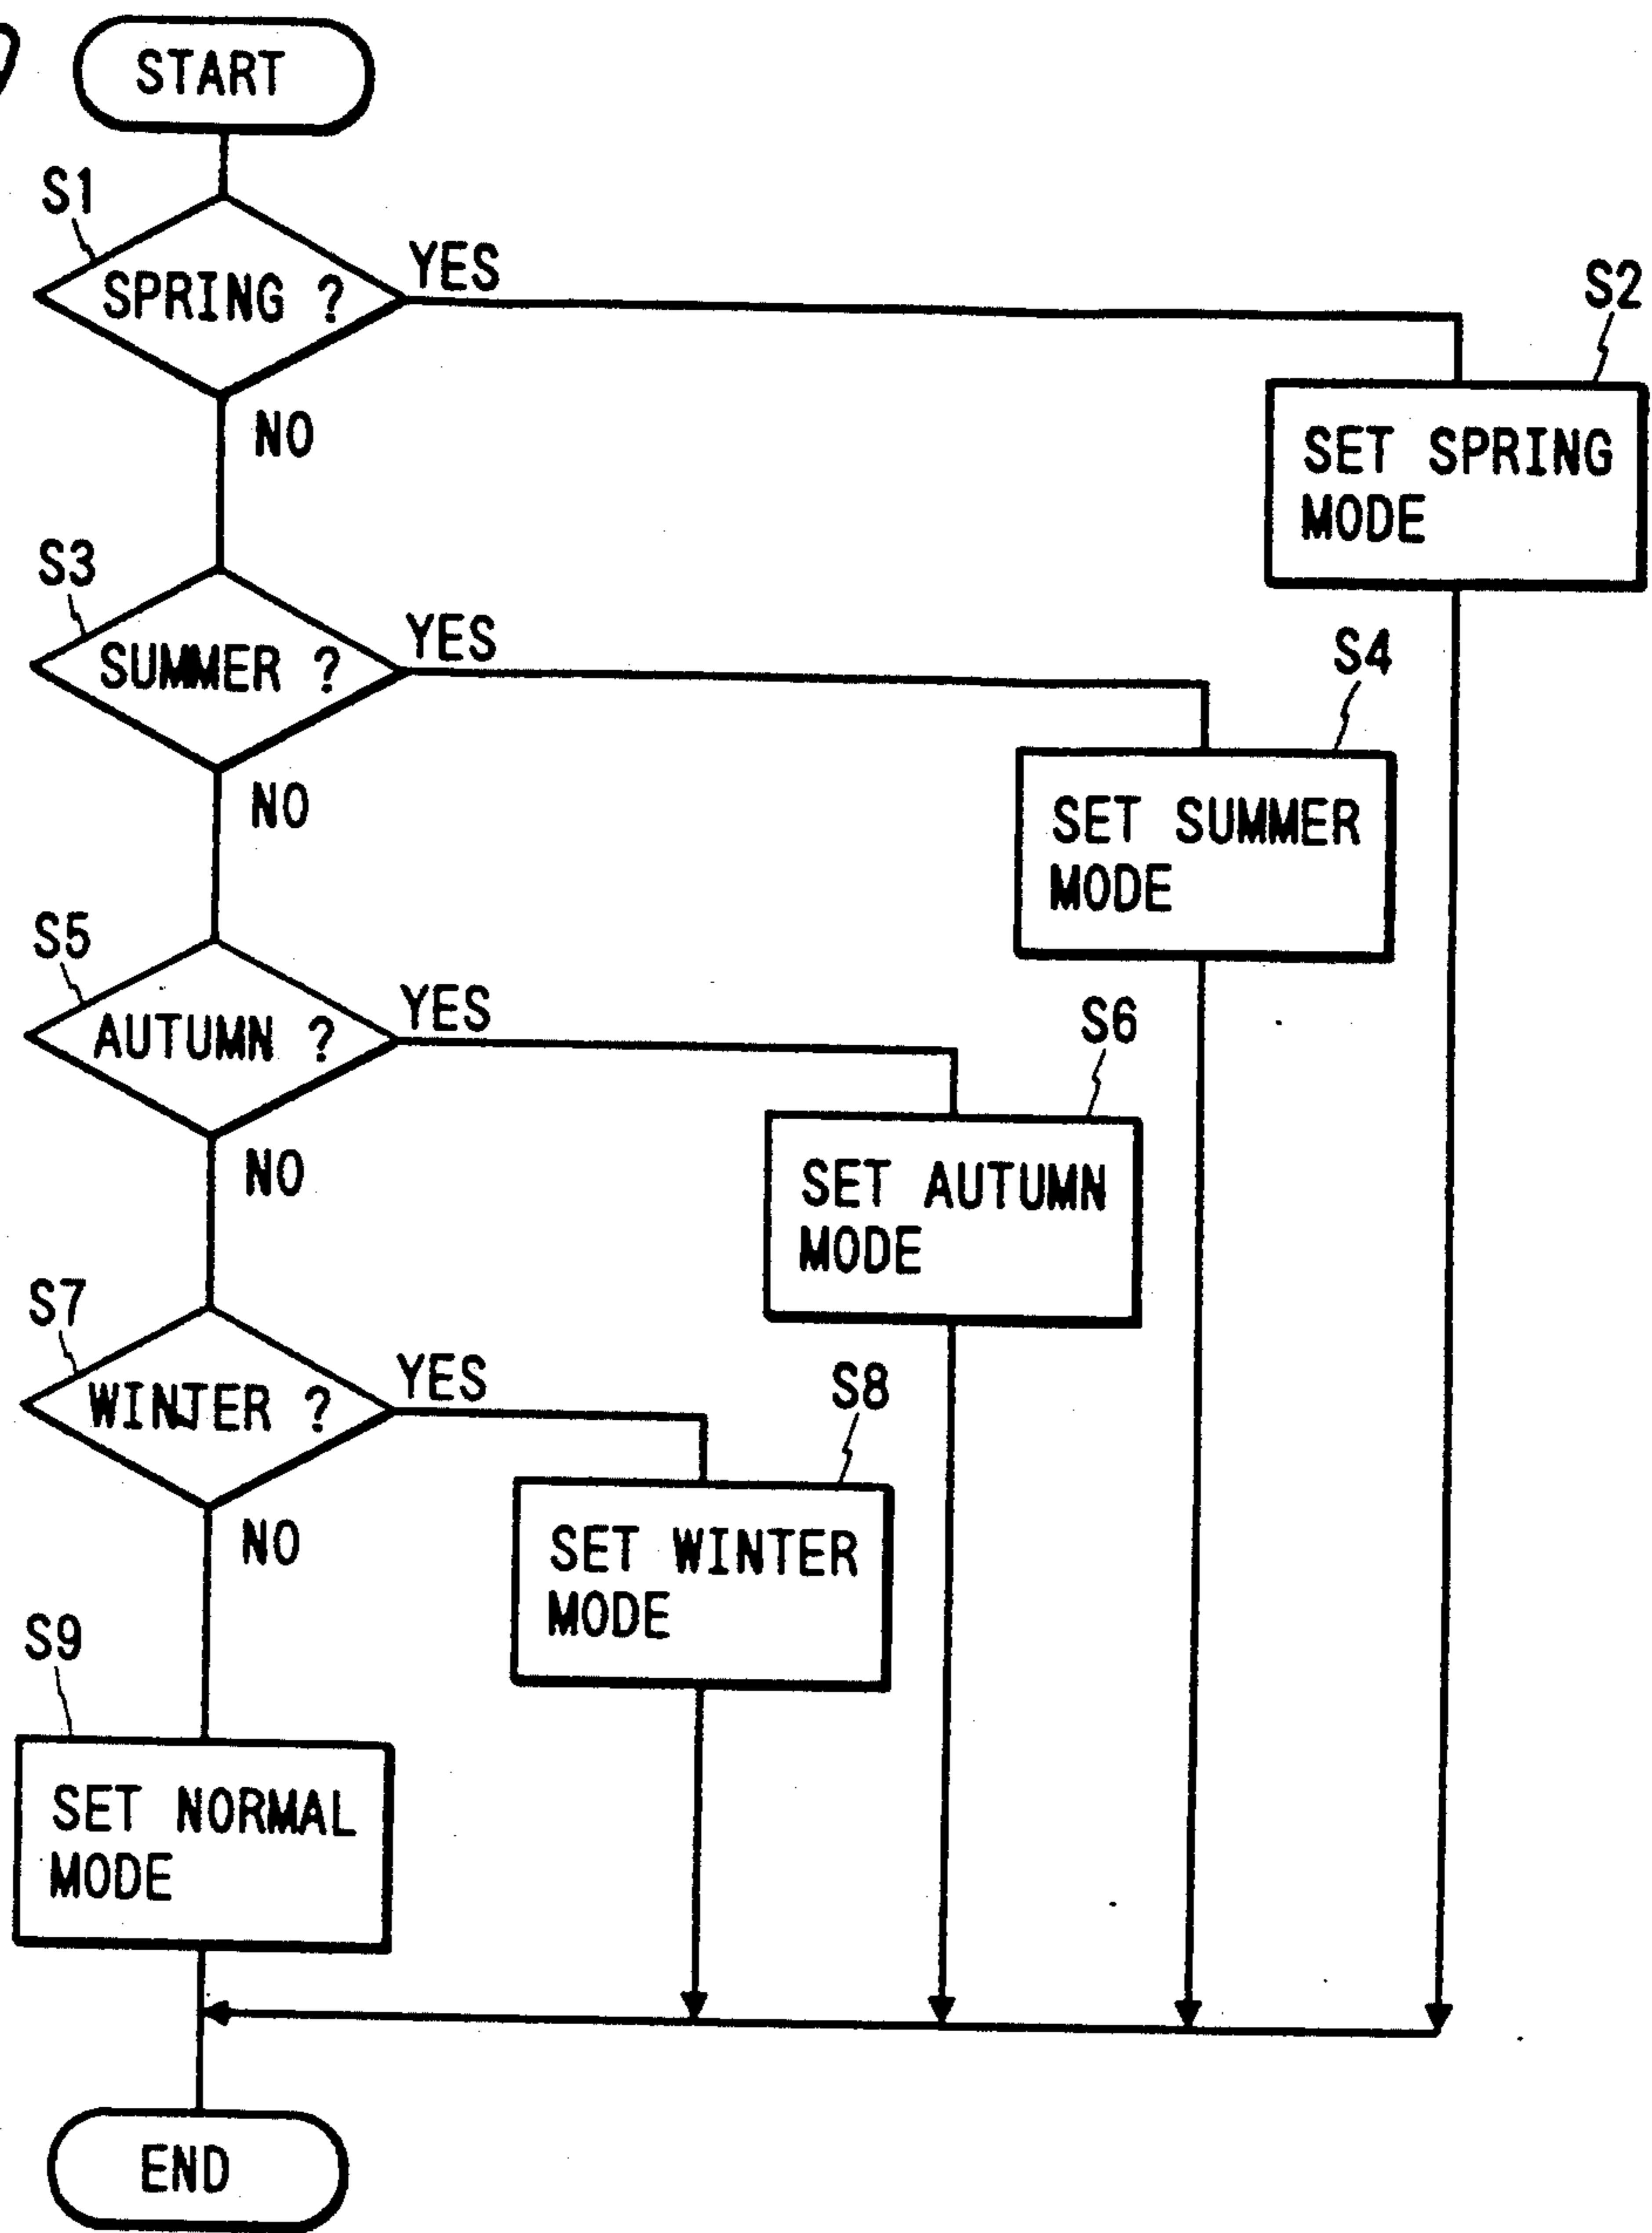 START
S1
SPRING ?
YES
S2
SET SPRING
MODE
NO
S3
SUMMER ?
YES
S4
SET SUMMER
MODE
NO
S5
AUTUMN ?
YES
S6
SET AUTUMN
MODE
NO
S7
WINTER ?
YES
S8
SET WINTER
MODE
NO
S9
SET NORMAL
MODE
END